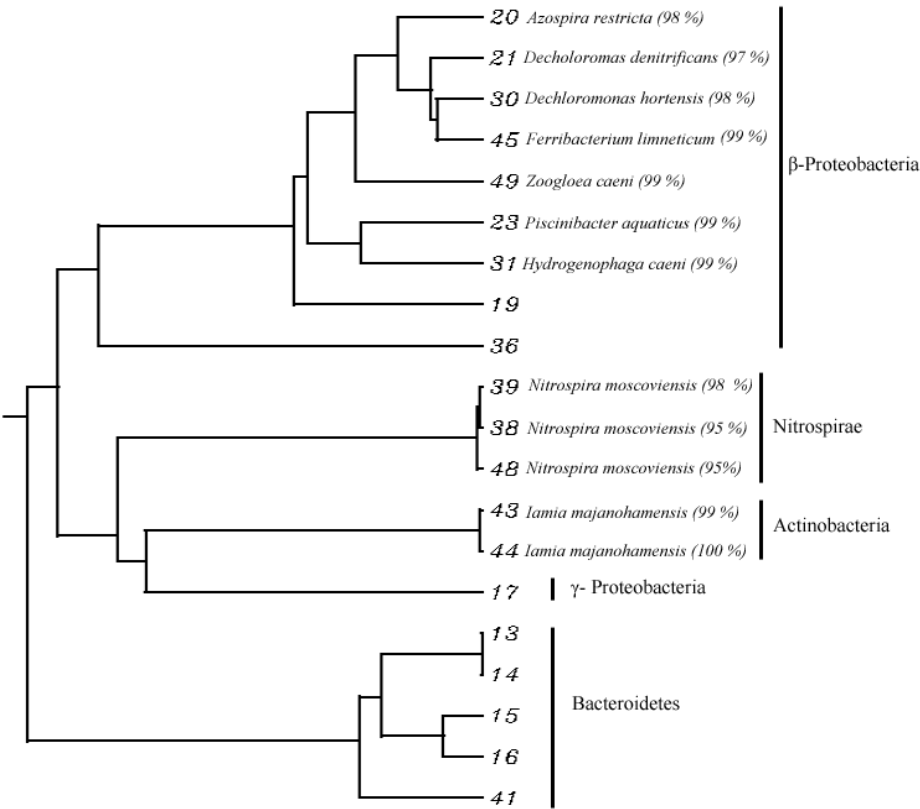 20 Azospira restricta (98 %)
21 Decholoromas denitrificans (97 %)
30 Dechloromonas hortensis (98 %)
45 Ferribacterium limneticum (99 %)
β-Proteobacteria
49 Zoogloea caeni (99 %)
23 Piscinibacter aquaticus (99 %)
31 Hydrogenophaga caeni (99 %)
19
36
39 Nitrospira moscoviensis (98 %)
38 Nitrospira moscoviensis (95 %)
Nitrospirae
48 Nitrospira moscoviensis (95%)
43 Iamia majanohamensis (99 %)
Actinobacteria
44 Iamia majanohamensis (100 %)
17 γ- Proteobacteria
13
14
Bacteroidetes
15
16
41